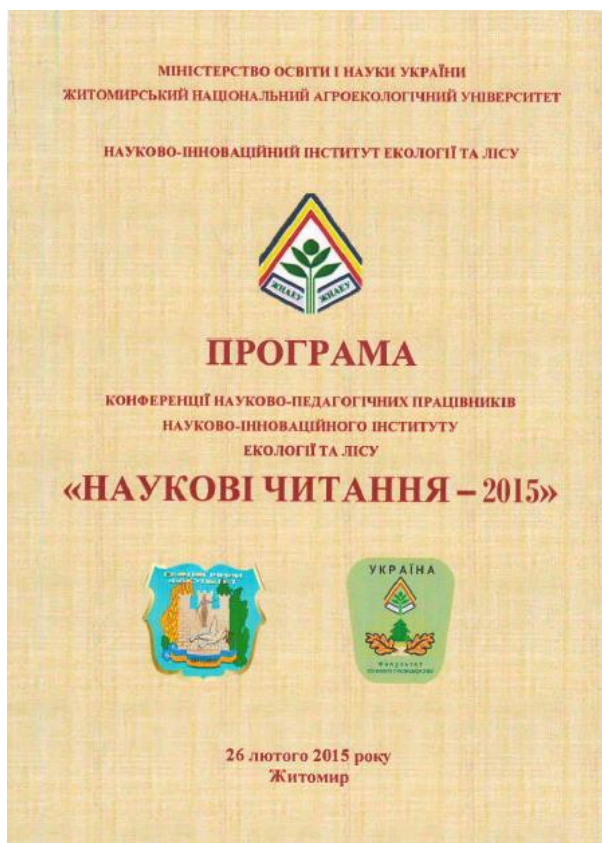 МІНІСТЕРСТВО ОСВІТИ І НАУКИ УКРАЇНИ
ЖИТОМИРСЬКИЙ НАЦІОНАЛЬНИЙ АГРОЕКОЛОГІЧНИЙ УНІВЕРСИТЕТ
НАУКОВО-ІННОВАЦІЙНИЙ ІНСТИТУТ ЕКОЛОГІЇ ТА ЛІСУ
ЖНАЕУ ЖНАЕУ
ПРОГРАМА
КОНФЕРЕНЦІЇ НАУКОВО-ПЕДАГОГІЧНИХ ПРАЦІВНИКІВ
НАУКОВО-ІННОВАЦІЙНОГО ІНСТИТУТУ
ЕКОЛОГІЇ ТА ЛІСУ
«НАУКОВІ ЧИТАННЯ – 2015»
УКРАЇНА
Факультет
26 лютого 2015 року
Житомир